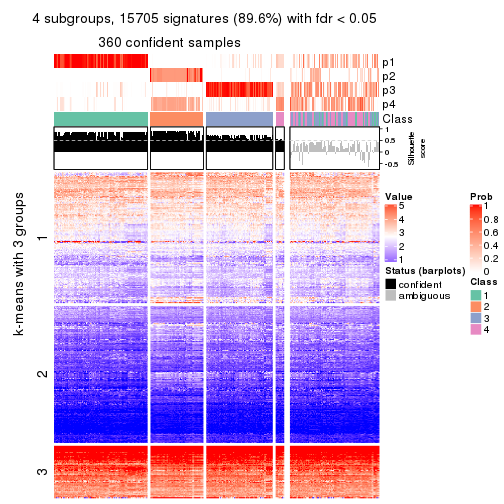 4 subgroups, 15705 signatures (89.6%) with fdr < 0.05
360 confident samples
p1
p2
p3
p4
Class
1
0.5
0
-0.5
Silhouette
score
k-means with 3 groups
1
2
3
Value
5
4
3
2
1
Status (barplots)
confident
ambiguous
Prob
1
0.8
0.6
0.4
0.2
0
Class
1
2
3
4